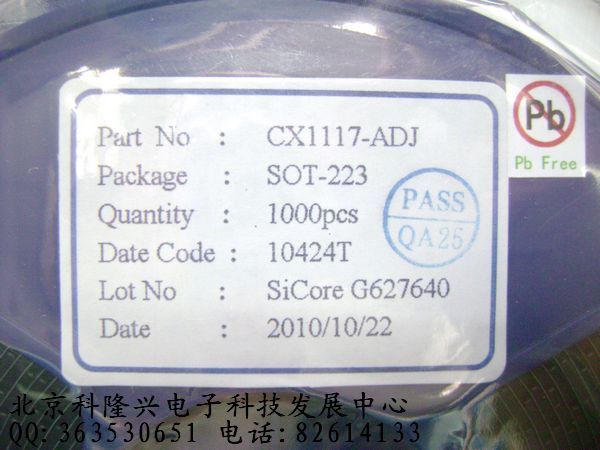 Part No : CX1117-ADJ
Package : SOT-223
Quantity : 1000pcs
Date Code : 10424T
Lot No : SiCore G627640
Date : 2010/10/22
PASS
QA25
Pb
Pb Free
北京科隆兴电子科技发展中心
QQ:363530651 电话:82614133